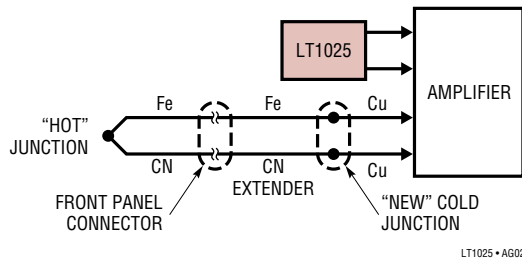 LT1025
AMPLIFIER
Fe
Fe
Cu
“HOT”
JUNCTION
CN
CN
Cu
EXTENDER
FRONT PANEL
CONNECTOR
“NEW” COLD
JUNCTION
LT1025 • AG02